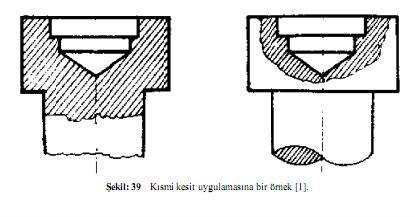 Şekil: 39 Kısmi kesit uygulamasına bir örnek [1].